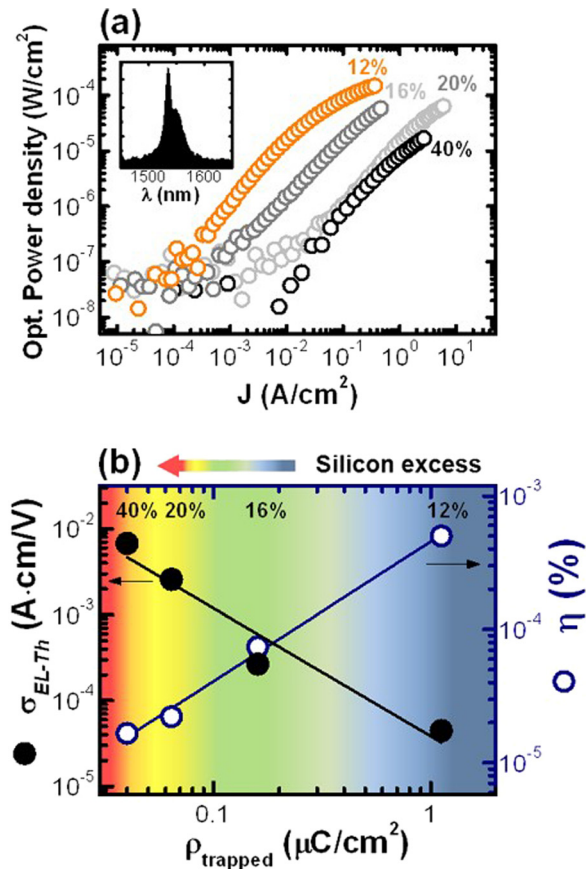 (a)
Opt. Power density (W/cm²)
10⁻⁴
10⁻⁵
10⁻⁶
10⁻⁷
10⁻⁸
12%
16%
20%
40%
1500 1600
λ (nm)
10⁻⁵ 10⁻⁴ 10⁻³ 10⁻² 10⁻¹ 10⁰ 10¹
J (A/cm²)
(b)
Silicon excess
40% 20% 16% 12%
σEL-Th (A·cm/V)
10⁻²
10⁻³
10⁻⁴
10⁻⁵
10⁻³
10⁻⁴
10⁻⁵
η (%)
0.1 1
ρtrapped (μC/cm²)